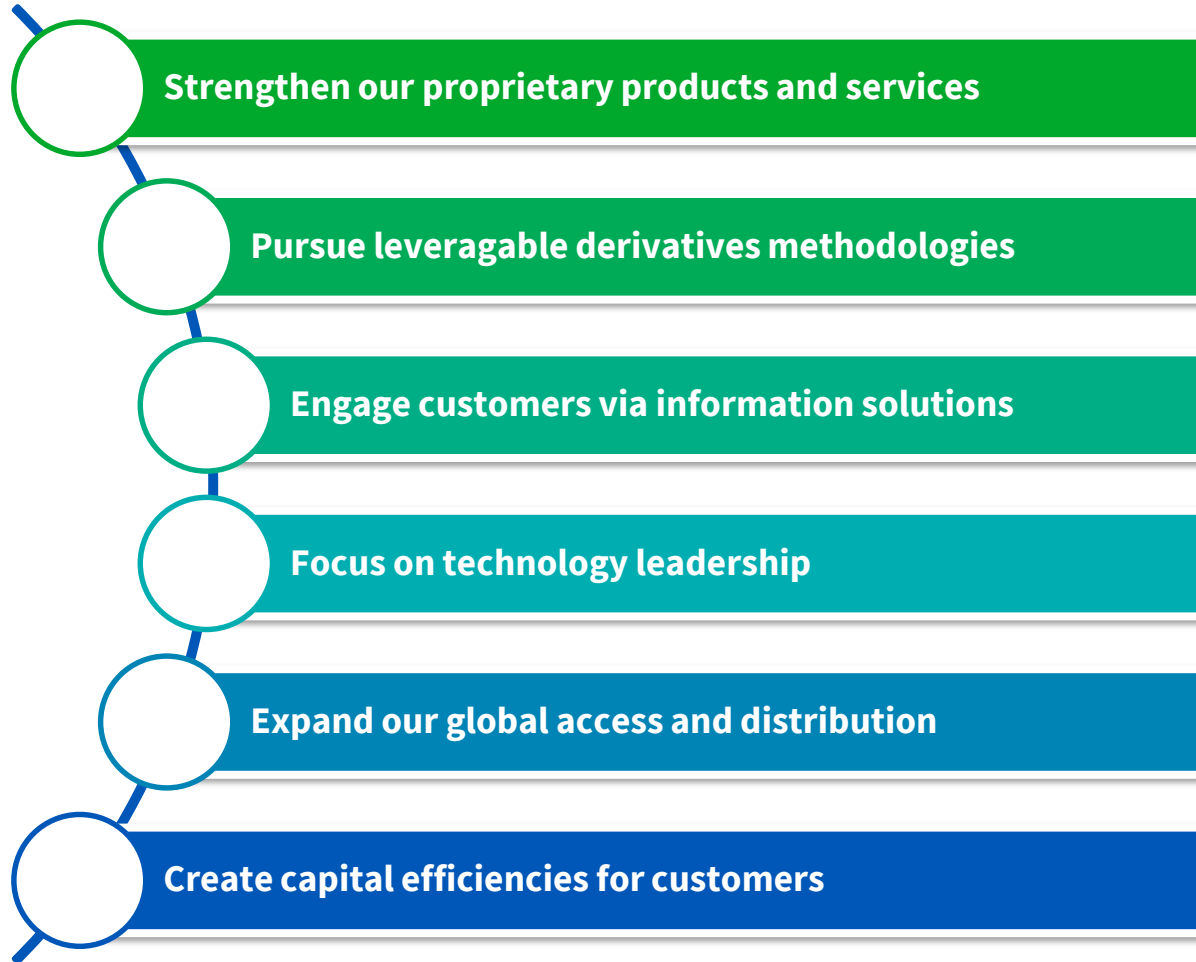 Strengthen our proprietary products and services
Pursue leveragable derivatives methodologies
Engage customers via information solutions
Focus on technology leadership
Expand our global access and distribution
Create capital efficiencies for customers